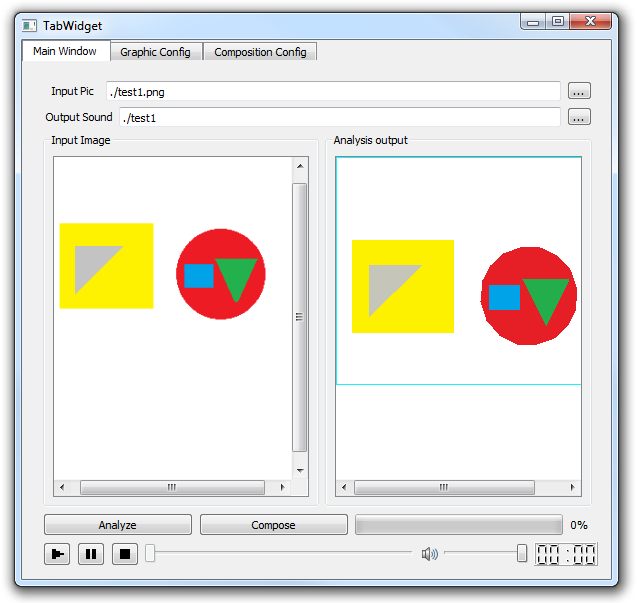 TabWidget
Main Window Graphic Config Composition Config
Input Pic ./test1.png ...
Output Sound ./test1 ...
Input Image Analysis output
Analyze Compose 0%
00:00